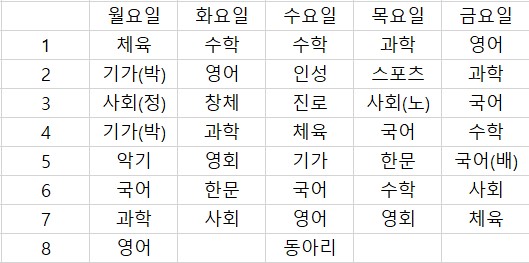 월요일 화요일 수요일 목요일 금요일
1 체육 수학 수학 과학 영어
2 기가(박) 영어 인성 스포츠 과학
3 사회(정) 창체 진로 사회(노) 국어
4 기가(박) 과학 체육 국어 수학
5 악기 영회 기가 한문 국어(배)
6 국어 한문 국어 수학 사회
7 과학 사회 영어 영회 체육
8 영어 동아리